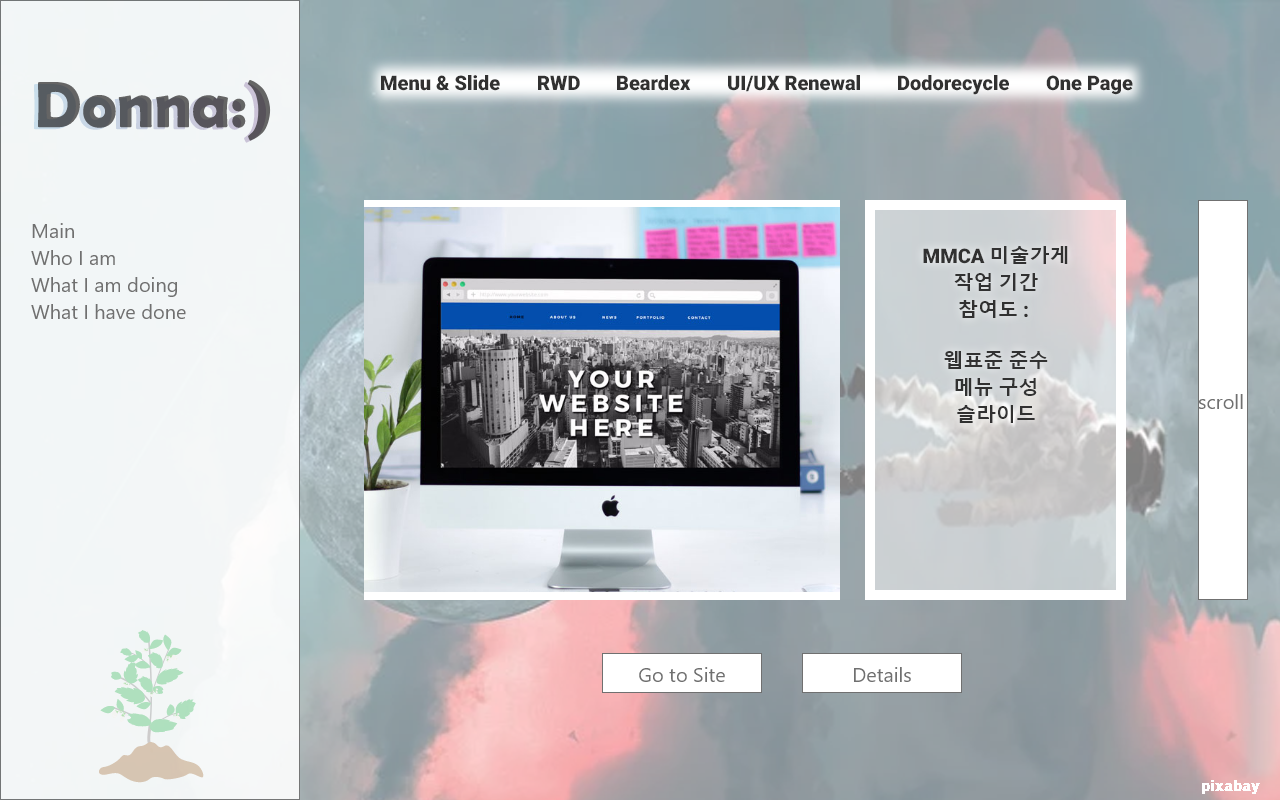 Donna:)
Main
Who I am
What I am doing
What I have done
Menu & Slide RWD Beardex UI/UX Renewal Dodorecycle One Page
HOME ABOUT US NEWS PORTFOLIO CONTACT
YOUR
WEBSITE
HERE
MMCA 미술가게
작업 기간
참여도 :
웹표준 준수
메뉴 구성
슬라이드
scroll
Go to Site
Details
pixabay